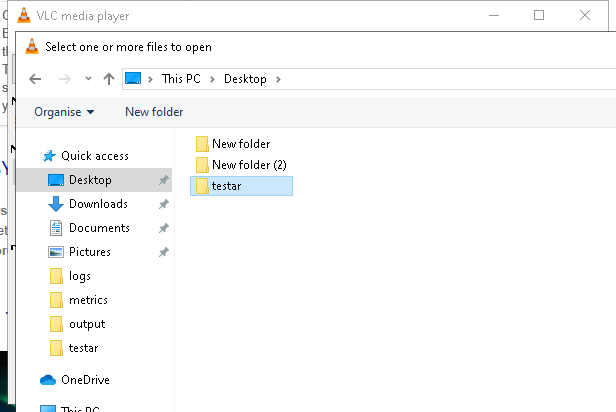 VLC media player
Select one or more files to open
This PC > Desktop >
Organise New folder
Quick access
Desktop
Downloads
Documents
Pictures
logs
metrics
output
testar
OneDrive
This PC
New folder
New folder (2)
testar